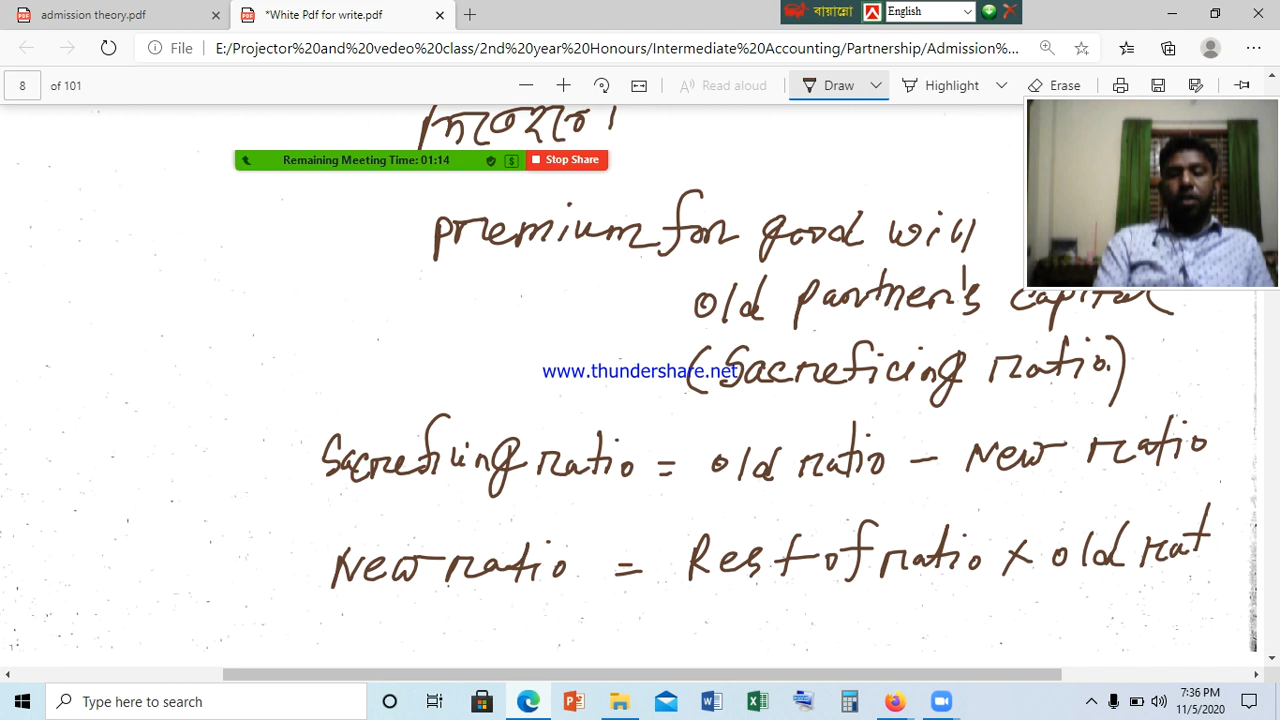 admission of partner.pdf
*White Pdf for write.pdf
বায়ান্নো English
File E:/Projector%20and%20vedeo%20class/2nd%20year%20Honours/Intermediate%20Accounting/Partnership/Admission%...
8 of 101 Read aloud Draw Highlight Erase
Remaining Meeting Time: 01:14 Stop Share
premium for good will
old partner's capital
(Sacreficing ratio.)
www.thundershare.net
Sacreficing ratio = old ratio - New ratio
New ratio = Rest of ratio × old rat
Type here to search
7:36 PM
11/5/2020